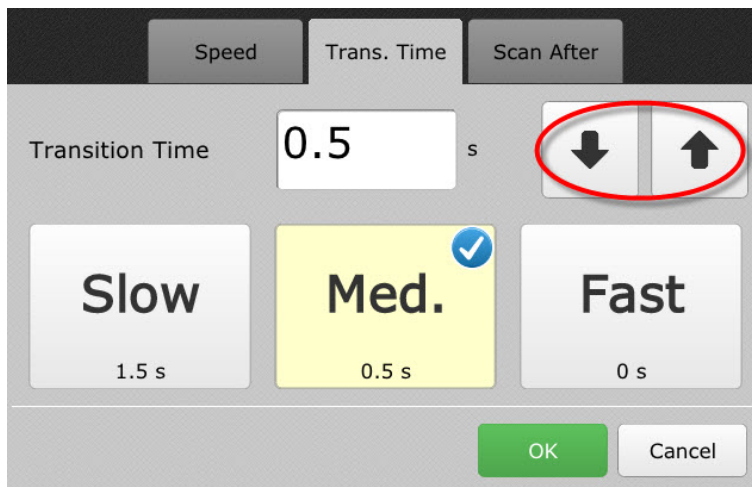 Speed Trans. Time Scan After
Transition Time 0.5 s
Slow Med. Fast
1.5 s 0.5 s 0 s
OK Cancel